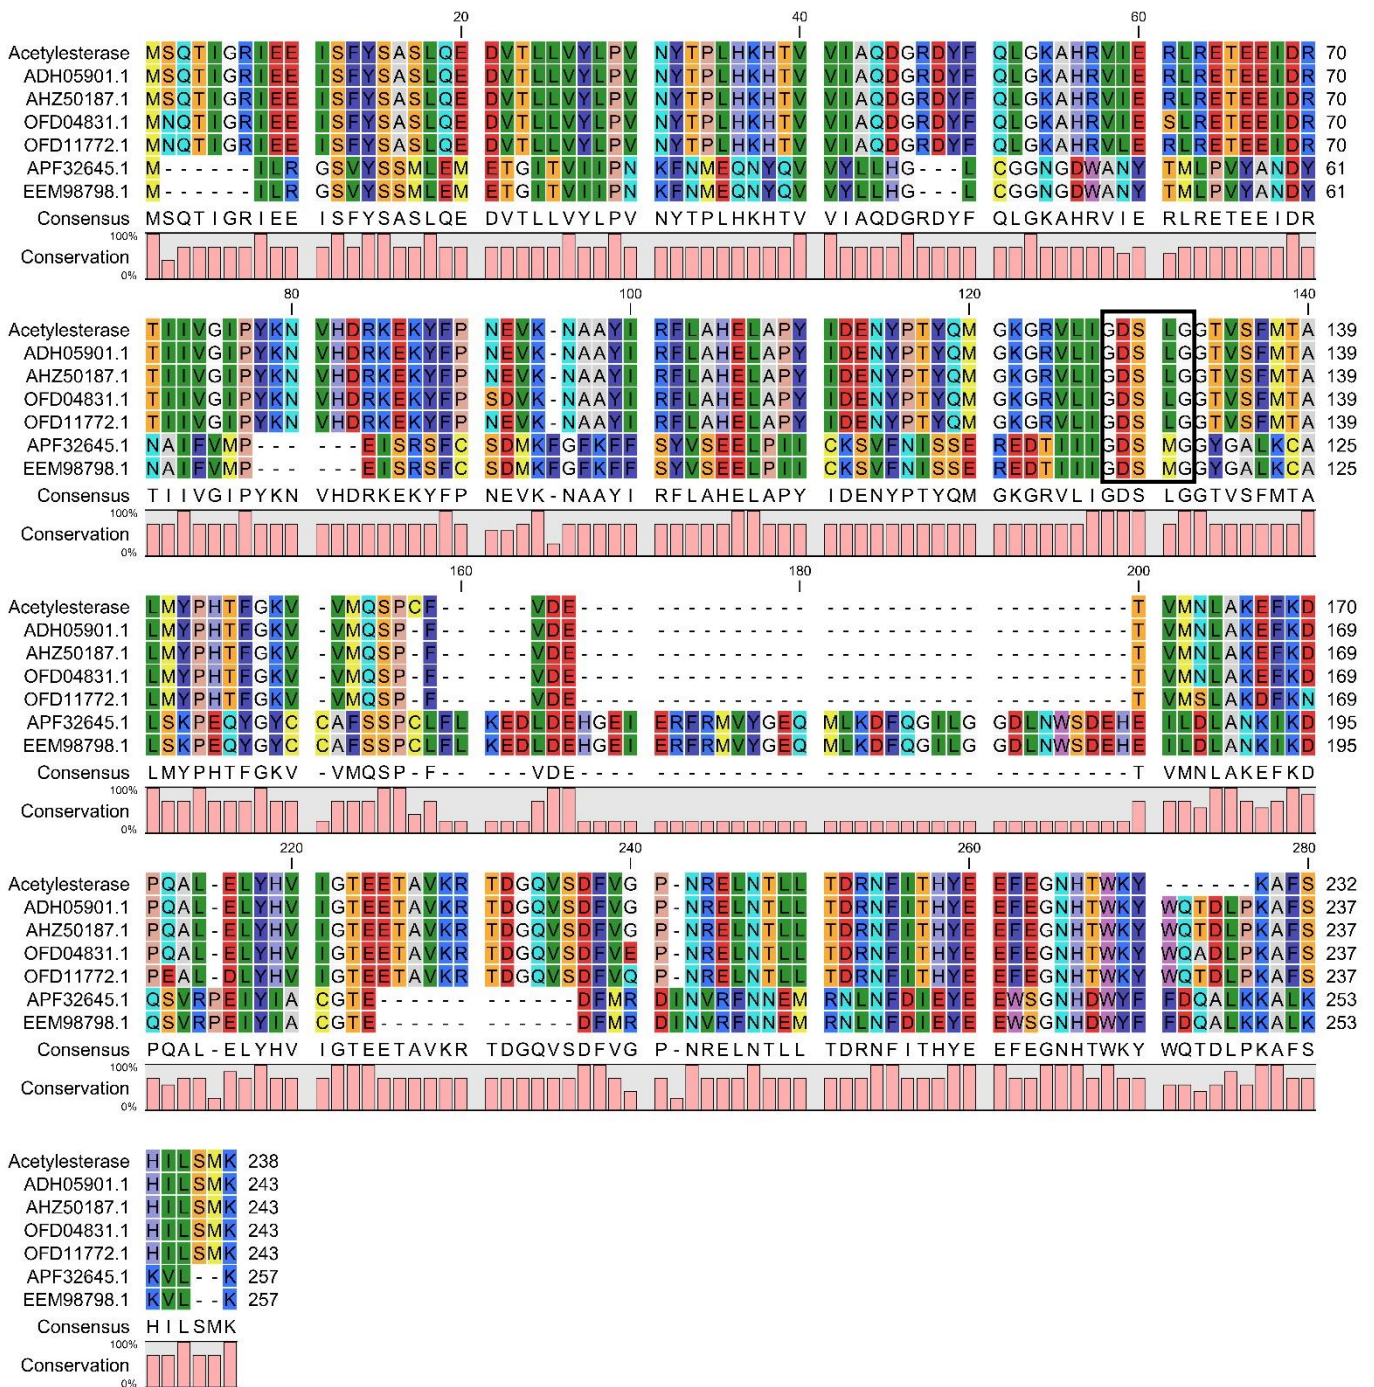 20 40 60
Acetylesterase MSQTIGRIEE ISFYSASLQE DVTLLVYLPV NYTPLHKHTV VIAQDGRDYF QLGKAHRVIE RLRETEEIDR 70
ADH05901.1 MSQTIGRIEE ISFYSASLQE DVTLLVYLPV NYTPLHKHTV VIAQDGRDYF QLGKAHRVIE RLRETEEIDR 70
AHZ50187.1 MSQTIGRIEE ISFYSASLQE DVTLLVYLPV NYTPLHKHTV VIAQDGRDYF QLGKAHRVIE RLRETEEIDR 70
OFD04831.1 MNQTIGRIEE ISFYSASLQE DVTLLVYLPV NYTPLHKHTV VIAQDGRDYF QLGKAHRVIE SLRETEEIDR 70
OFD11772.1 MNQTIGRIEE ISFYSASLQE DVTLLVYLPV NYTPLHKHTV VIAQDGRDYF QLGKAHRVIE RLRETEEIDR 70
APF32645.1 M------ILR GSVYSSMLEM ETGITVIIPN KFNMEQNYQV VYLLHG---L CGGNGDWANY TMLPVYANDY 61
EEM98798.1 M------ILR GSVYSSMLEM ETGITVIIPN KFNMEQNYQV VYLLHG---L CGGNGDWANY TMLPVYANDY 61
Consensus MSQTIGRIEE ISFYSASLQE DVTLLVYLPV NYTPLHKHTV VIAQDGRDYF QLGKAHRVIE RLRETEEIDR
100%
Conservation
0%
80 100 120 140
Acetylesterase TIIVGIPYKN VHDRKEKYFP NEVK-NAAYI RFLAHELAPY IDENYPTYQM GKGRVLIGDS LGGTVSFMTA 139
ADH05901.1 TIIVGIPYKN VHDRKEKYFP NEVK-NAAYI RFLAHELAPY IDENYPTYQM GKGRVLIGDS LGGTVSFMTA 139
AHZ50187.1 TIIVGIPYKN VHDRKEKYFP NEVK-NAAYI RFLAHELAPY IDENYPTYQM GKGRVLIGDS LGGTVSFMTA 139
OFD04831.1 TIIVGIPYKN VHDRKEKYFP SDVK-NAAYI RFLAHELAPY IDENYPTYQM GKGRVLIGDS LGGTVSFMTA 139
OFD11772.1 TIIVGIPYKN VHDRKEKYFP NEVK-NAAYI RFLAHELAPY IDENYPTYQM GKGRVLIGDS LGGTVSFMTA 139
APF32645.1 NAIFVMP--- ---EISRSFC SDMKFGFKFF SYVSEELPII CKSVFNISSE REDTIIIGDS MGGYGALKCA 125
EEM98798.1 NAIFVMP--- ---EISRSFC SDMKFGFKFF SYVSEELPII CKSVFNISSE REDTIIIGDS MGGYGALKCA 125
Consensus TIIVGIPYKN VHDRKEKYFP NEVK-NAAYI RFLAHELAPY IDENYPTYQM GKGRVLIGDS LGGTVSFMTA
100%
Conservation
0%
160 180 200
Acetylesterase LMYPHTFGKV -VMQSPCF-- ---VDE---- ---------- ---------- ---------T VMNLAKEFKD 170
ADH05901.1 LMYPHTFGKV -VMQSP-F-- ---VDE---- ---------- ---------- ---------T VMNLAKEFKD 169
AHZ50187.1 LMYPHTFGKV -VMQSP-F-- ---VDE---- ---------- ---------- ---------T VMNLAKEFKD 169
OFD04831.1 LMYPHTFGKV -VMQSP-F-- ---VDE---- ---------- ---------- ---------T VMNLAKEFKD 169
OFD11772.1 LMYPHTFGKV -VMQSP-F-- ---VDE---- ---------- ---------- ---------T VMSLAKDFKN 169
APF32645.1 LSKPEQYGYC CAFSSPCLFL KEDLDEHGEI ERFRMVYGEQ MLKDFQGILG GDLNWSDEHE ILDLANKIKD 195
EEM98798.1 LSKPEQYGYC CAFSSPCLFL KEDLDEHGEI ERFRMVYGEQ MLKDFQGILG GDLNWSDEHE ILDLANKIKD 195
Consensus LMYPHTFGKV -VMQSP-F-- ---VDE---- ---------- ---------- ---------T VMNLAKEFKD
100%
Conservation
0%
220 240 260 280
Acetylesterase PQAL-ELYHV IGTEETAVKR TDGQVSDFVG P-NRELNTLL TDRNFITHYE EFEGNHTWKY ------KAFS 232
ADH05901.1 PQAL-ELYHV IGTEETAVKR TDGQVSDFVG P-NRELNTLL TDRNFITHYE EFEGNHTWKY WQTDLPKAFS 237
AHZ50187.1 PQAL-ELYHV IGTEETAVKR TDGQVSDFVG P-NRELNTLL TDRNFITHYE EFEGNHTWKY WQTDLPKAFS 237
OFD04831.1 PQAL-ELYHV IGTEETAVKR TDGQVSDFVE P-NRELNTLL TDRNFITHYE EFEGNHTWKY WQADLPKAFS 237
OFD11772.1 PEAL-DLYHV IGTEETAVKR TDGQVSDFVQ P-NRELNTLL TDRNFITHYE EFEGNHTWKY WQTDLPKAFS 237
APF32645.1 QSVRPEIYIA CGTE------ ------DFMR DINVRFNNEM RNLNFDIEYE EWSGNHDWYF FDQALKKALK 253
EEM98798.1 QSVRPEIYIA CGTE------ ------DFMR DINVRFNNEM RNLNFDIEYE EWSGNHDWYF FDQALKKALK 253
Consensus PQAL-ELYHV IGTEETAVKR TDGQVSDFVG P-NRELNTLL TDRNFITHYE EFEGNHTWKY WQTDLPKAFS
100%
Conservation
0%
Acetylesterase HILSMK 238
ADH05901.1 HILSMK 243
AHZ50187.1 HILSMK 243
OFD04831.1 HILSMK 243
OFD11772.1 HILSMK 243
APF32645.1 KVL--K 257
EEM98798.1 KVL--K 257
Consensus HILSMK
100%
Conservation
0%